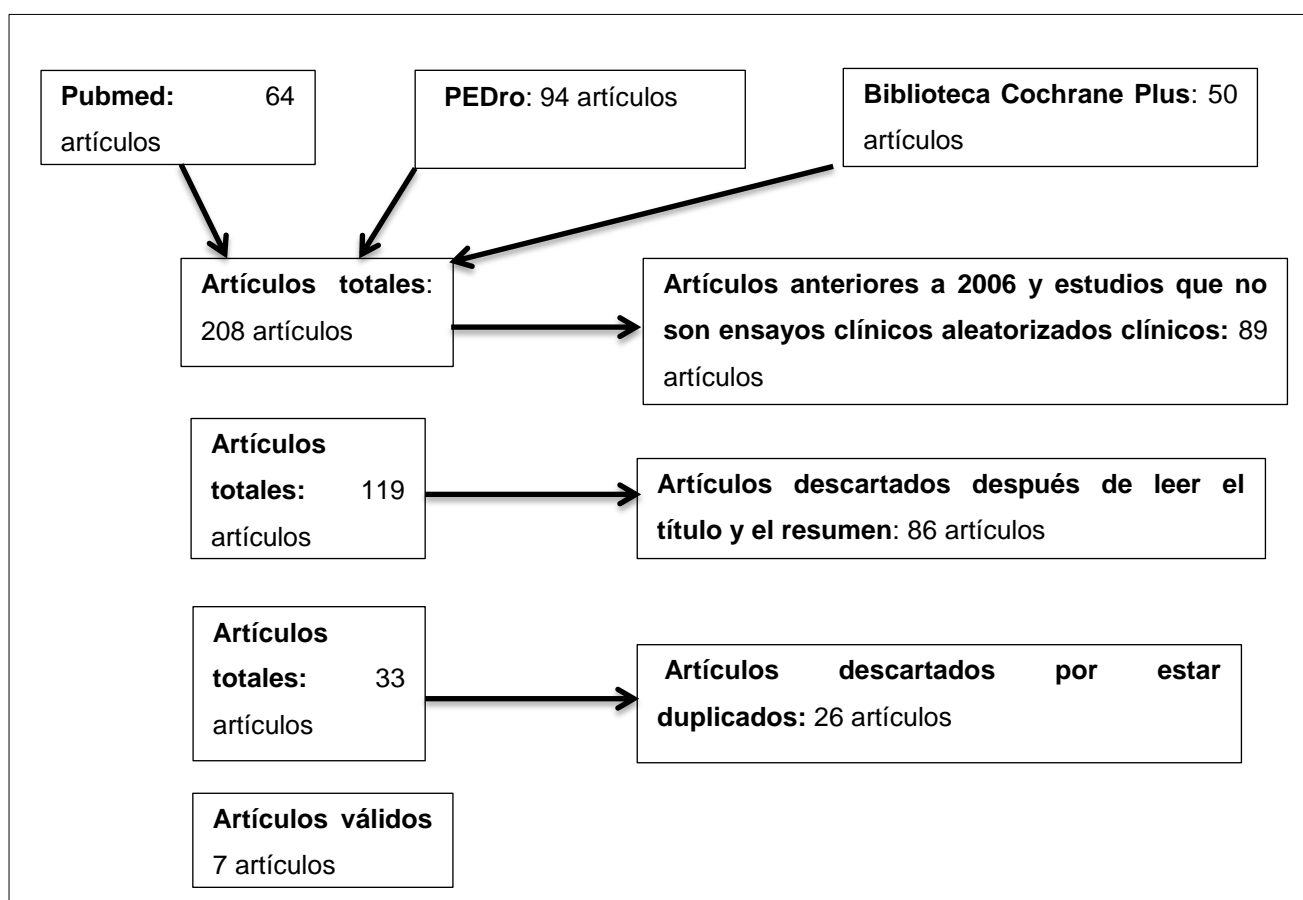 Pubmed: 64
artículos
PEDro: 94 artículos
Biblioteca Cochrane Plus: 50
artículos
Artículos totales:
208 artículos
Artículos anteriores a 2006 y estudios que no
son ensayos clínicos aleatorizados clínicos: 89
artículos
Artículos
totales: 119
artículos
Artículos descartados después de leer el
título y el resumen: 86 artículos
Artículos
totales: 33
artículos
Artículos descartados por estar
duplicados: 26 artículos
Artículos válidos
7 artículos